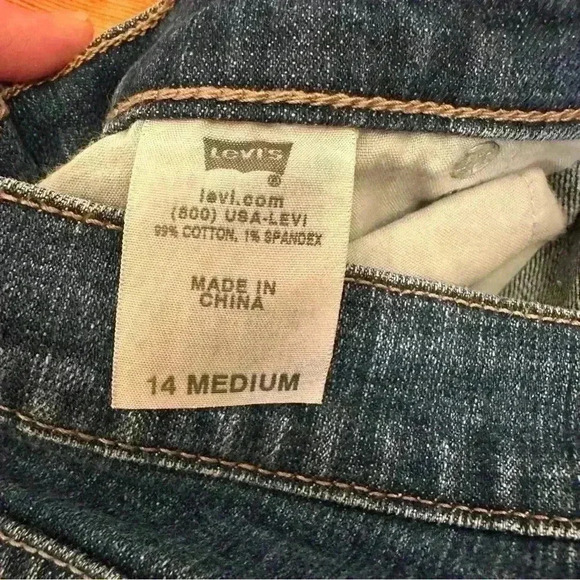 Levi's
®
levi.com
(800) USA-LEVI
99% COTTON, 1% SPANDEX
MADE IN
CHINA
14 MEDIUM